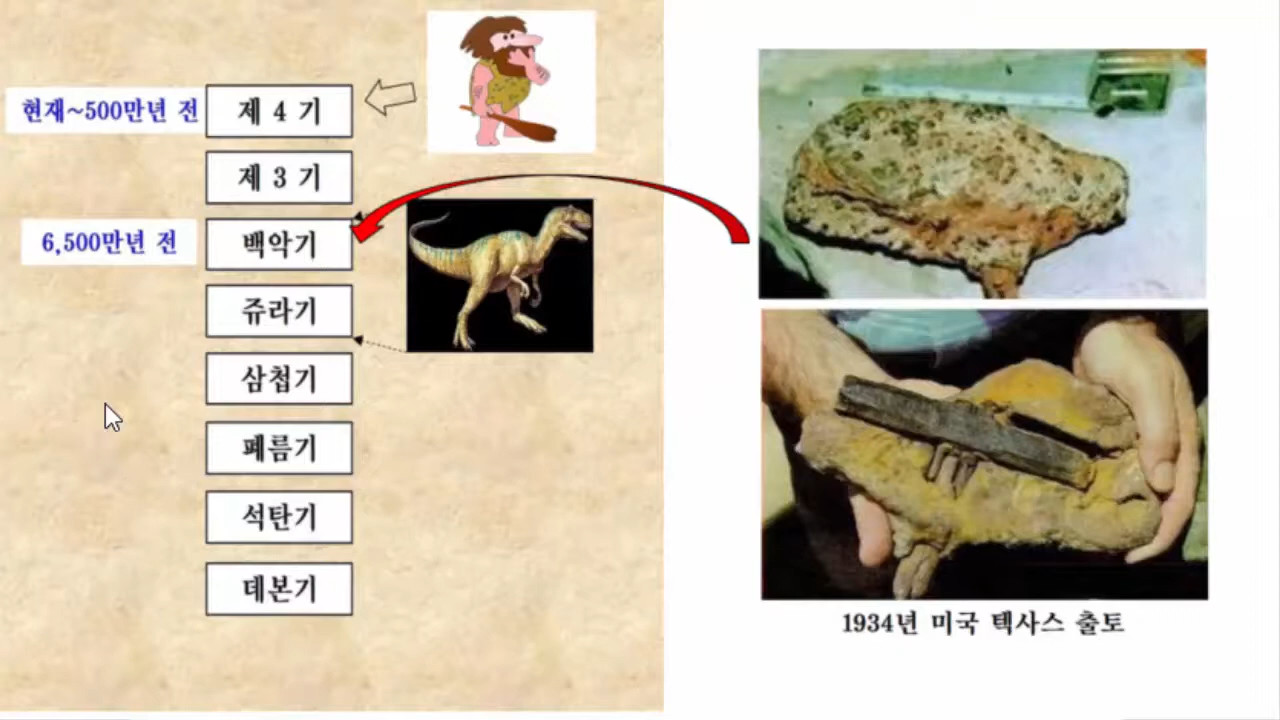 현재~500만년 전
제 4 기
제 3 기
6,500만년 전
백악기
쥬라기
삼첩기
페름기
석탄기
데본기
1934년 미국 텍사스 출토